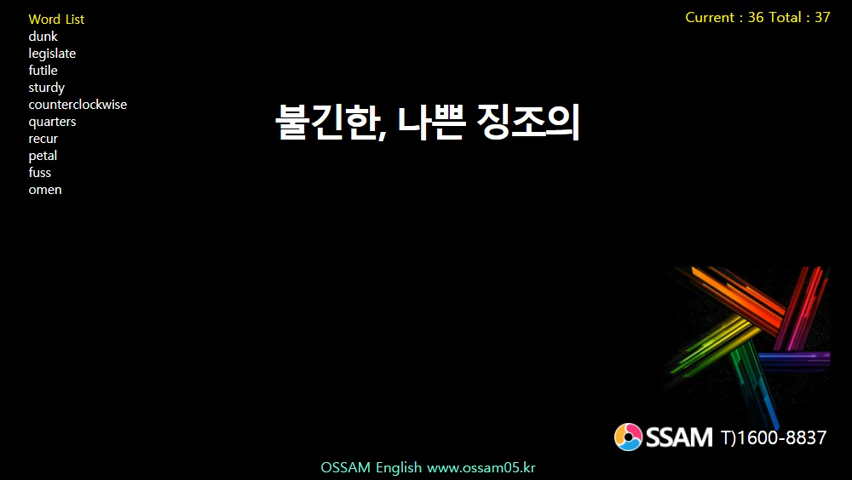 Word List
dunk
legislate
futile
sturdy
counterclockwise
quarters
recur
petal
fuss
omen
Current : 36 Total : 37
불긴한, 나쁜 징조의
SSAM T)1600-8837
OSSAM English www.ossam05.kr